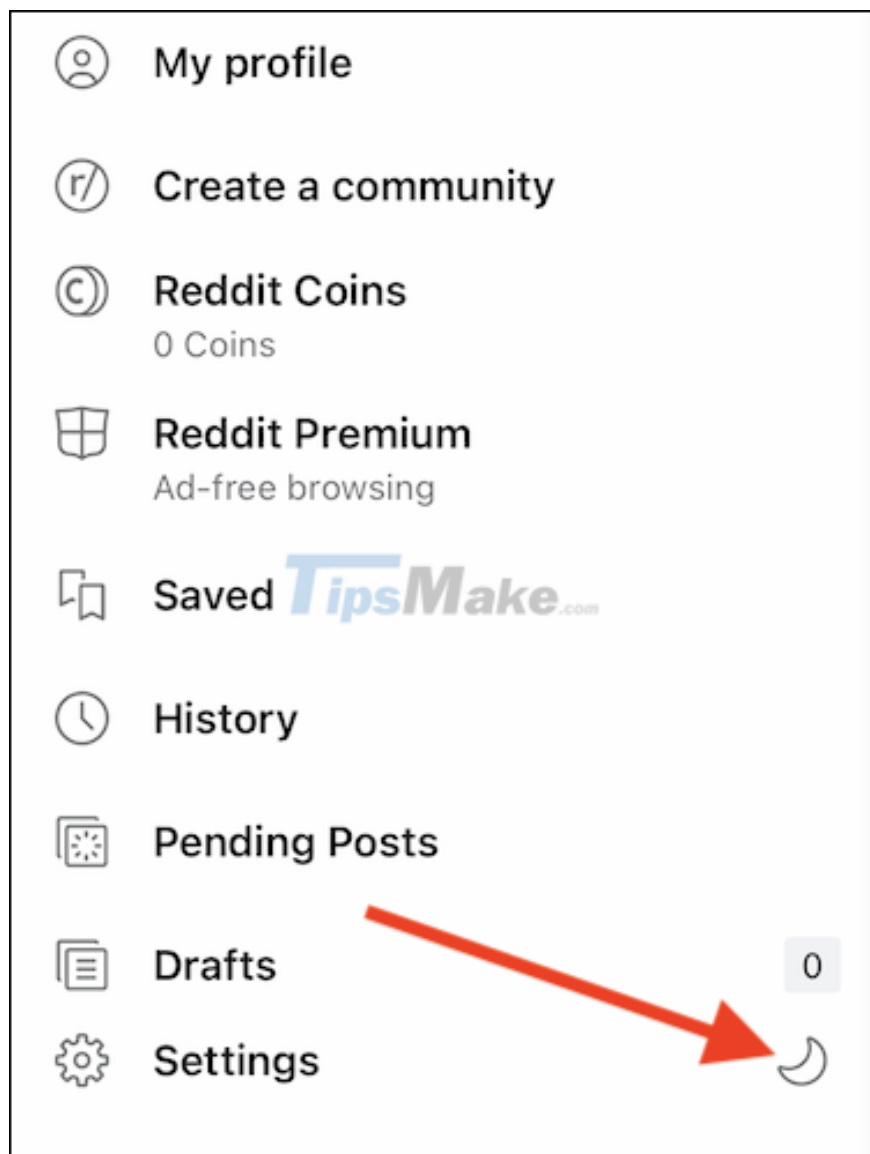 My profile
r/
Create a community
Reddit Coins
0 Coins
Reddit Premium
Ad-free browsing
Saved
TipsMake.com
History
Pending Posts
Drafts
0
Settings